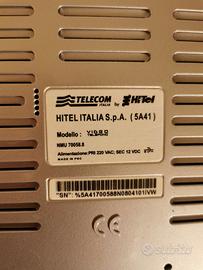 TELECOM
ITALIA by HiTel
HITEL ITALIA S.p.A. ( 5A41 )
Modello :
NMU 70058.8
Alimentazione: PRI 220 VAC; SEC 12 VDC
MADE IN PRC
"SN": %5A41700588N0804101IVW
subito